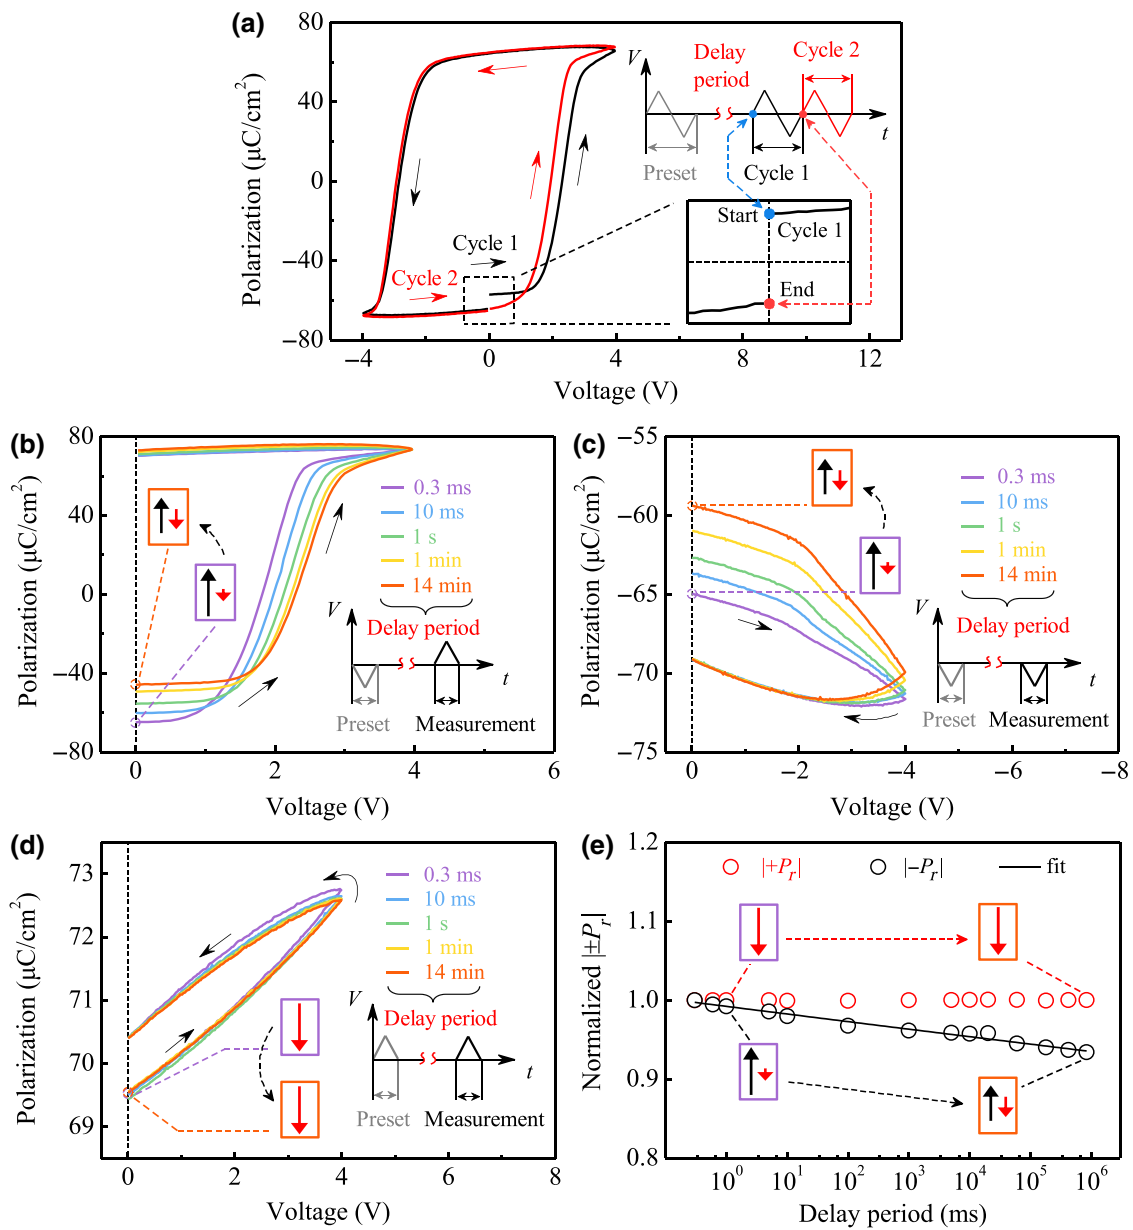 (a)
Polarization (μC/cm²)
80
40
0
−40
−80
−4
0
4
8
12
Voltage (V)
Cycle 1
Cycle 2
V
Delay
period
Cycle 2
t
Preset
Cycle 1
Start
Cycle 1
End
(b)
Polarization (μC/cm²)
80
40
0
−40
−80
0
2
4
6
Voltage (V)
0.3 ms
10 ms
1 s
1 min
14 min
Delay period
V
t
Preset
Measurement
(c)
Polarization (μC/cm²)
−55
−60
−65
−70
−75
0
−2
−4
−6
−8
Voltage (V)
0.3 ms
10 ms
1 s
1 min
14 min
Delay period
V
t
Preset
Measurement
(d)
Polarization (μC/cm²)
73
72
71
70
69
0
2
4
6
8
Voltage (V)
0.3 ms
10 ms
1 s
1 min
14 min
Delay period
V
t
Preset
Measurement
(e)
Normalized |±Pr|
1.2
1.1
1.0
0.9
0.8
10⁰
10¹
10²
10³
10⁴
10⁵
10⁶
Delay period (ms)
|+Pr|
|−Pr|
fit